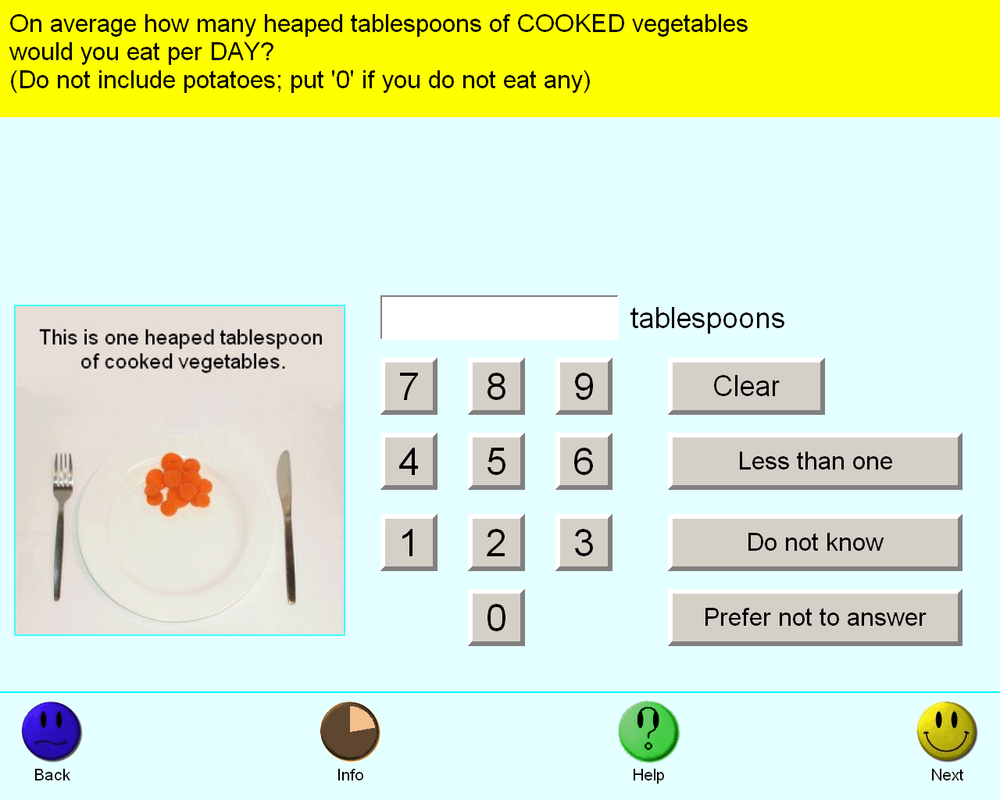 On average how many heaped tablespoons of COOKED vegetables
would you eat per DAY?
(Do not include potatoes; put '0' if you do not eat any)
This is one heaped tablespoon
of cooked vegetables.
tablespoons
7 8 9 Clear
4 5 6 Less than one
1 2 3 Do not know
0 Prefer not to answer
?
Back Info Help Next